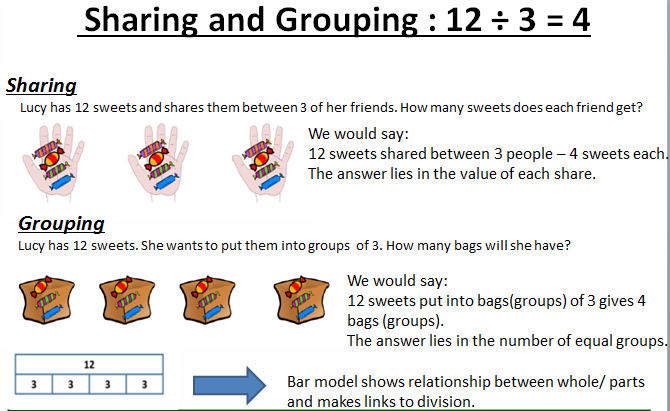 Sharing and Grouping : 12 ÷ 3 = 4
Sharing
Lucy has 12 sweets and shares them between 3 of her friends. How many sweets does each friend get?
We would say:
12 sweets shared between 3 people – 4 sweets each.
The answer lies in the value of each share.
Grouping
Lucy has 12 sweets. She wants to put them into groups of 3. How many bags will she have?
We would say:
12 sweets put into bags(groups) of 3 gives 4
bags (groups).
The answer lies in the number of equal groups.
12
3 3 3 3
Bar model shows relationship between whole/ parts
and makes links to division.